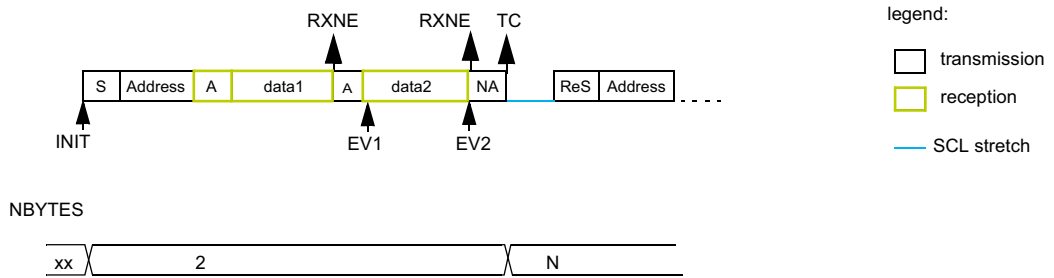 RXNE RXNE TC
legend:
S Address A data1 A data2 NA ReS Address
transmission
reception
INIT EV1 EV2
SCL stretch
NBYTES
xx 2 N